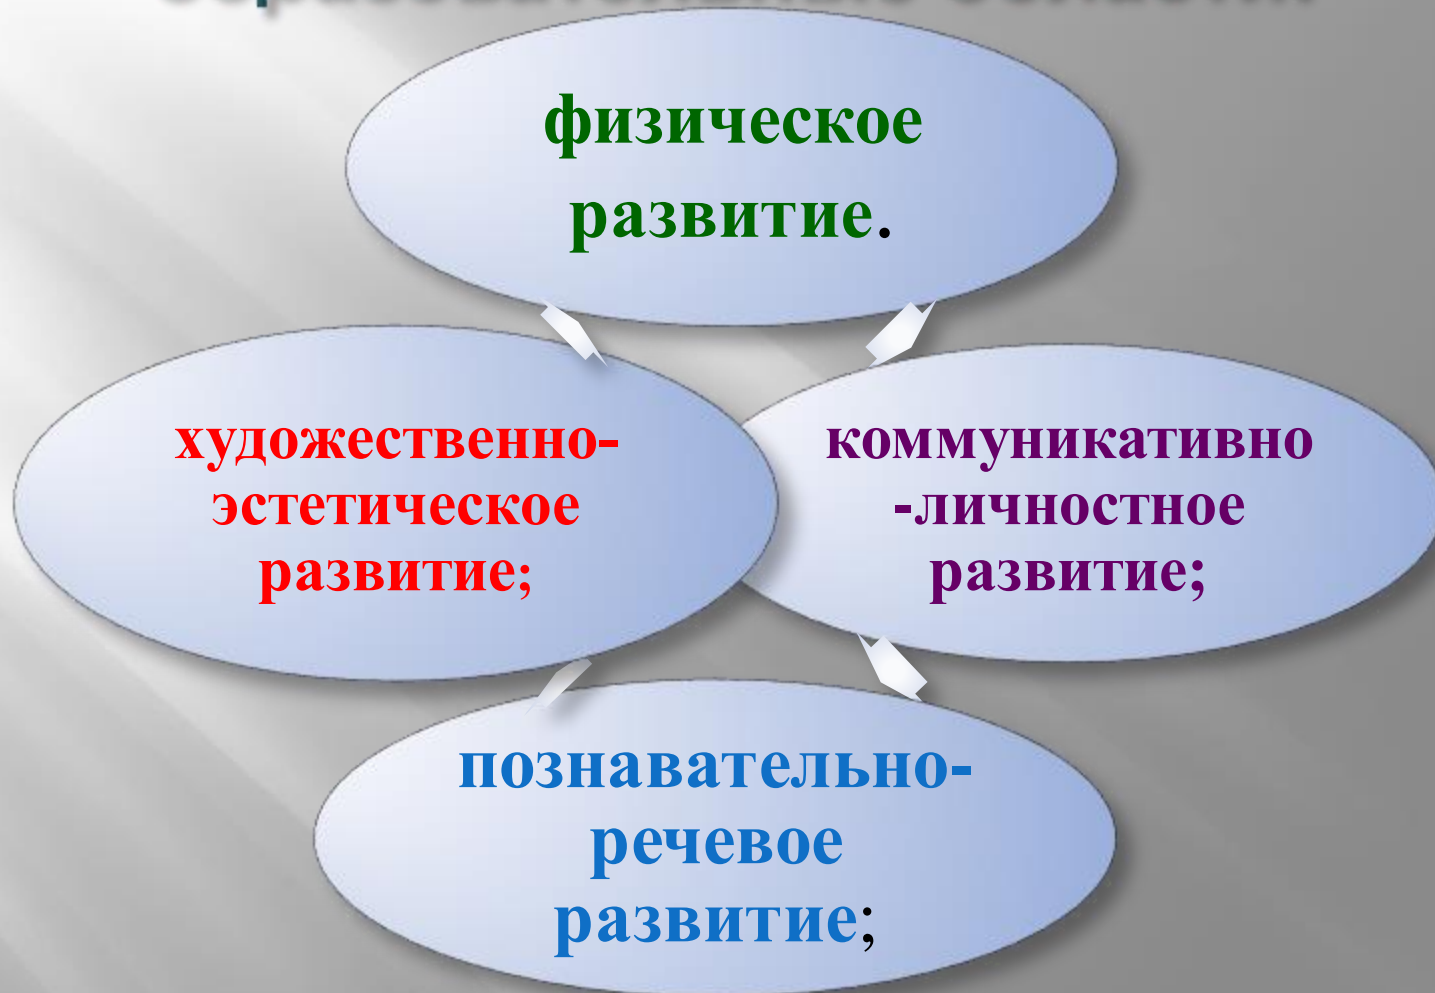 физическое
развитие.
художественно-
эстетическое
развитие;
коммуникативно
-личностное
развитие;
познавательно-
речевое
развитие;